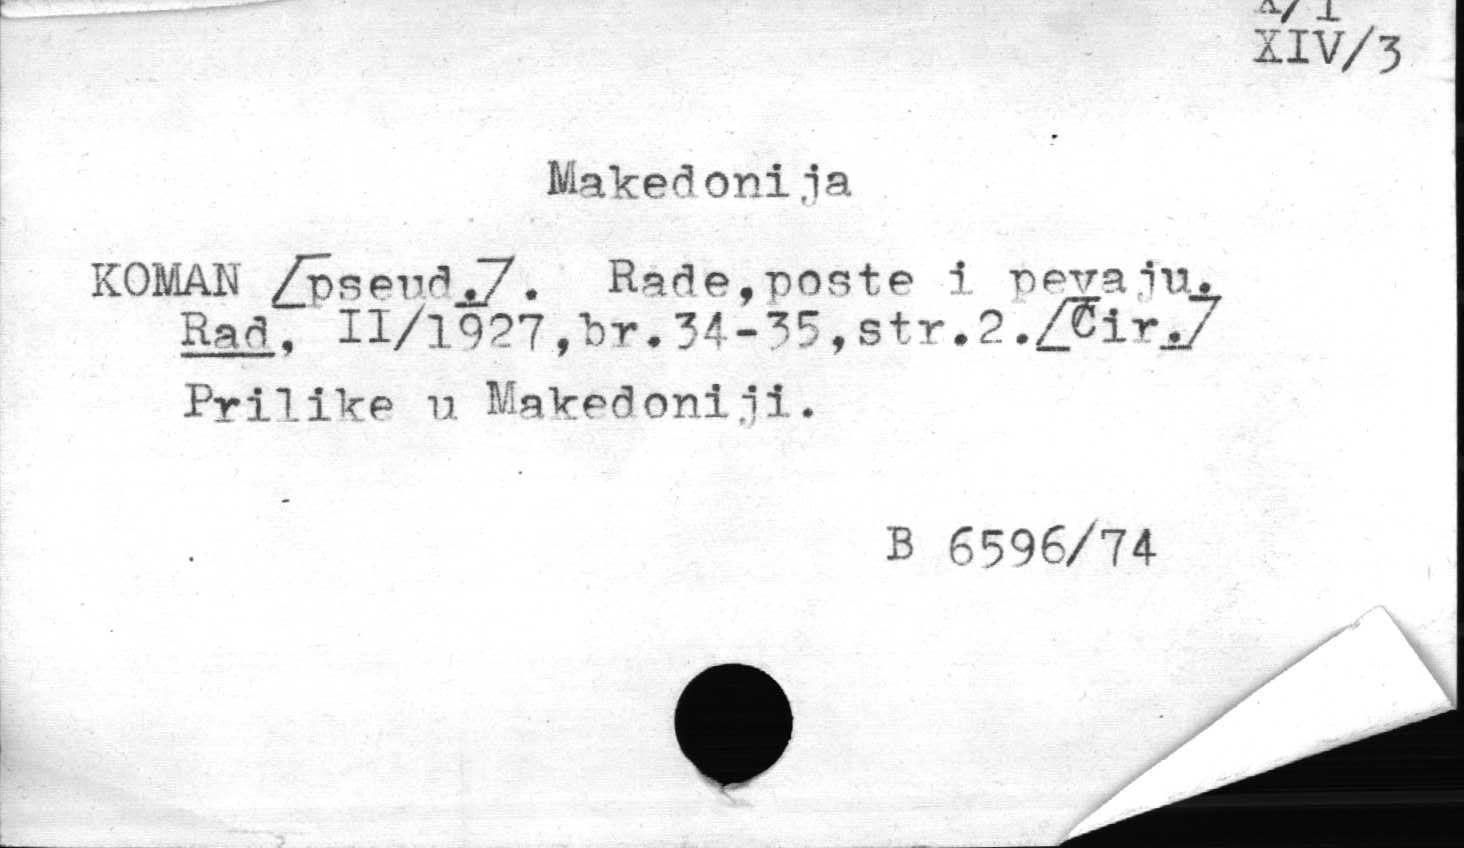 X/1
XIV/3
Makedonija
KOMAN [pseud.]. Rade,poste i pevaju.
Rad, II/1927,br.34-35,str.2.[Ćir.]
Prilike u Makedoniji.
B 6596/74